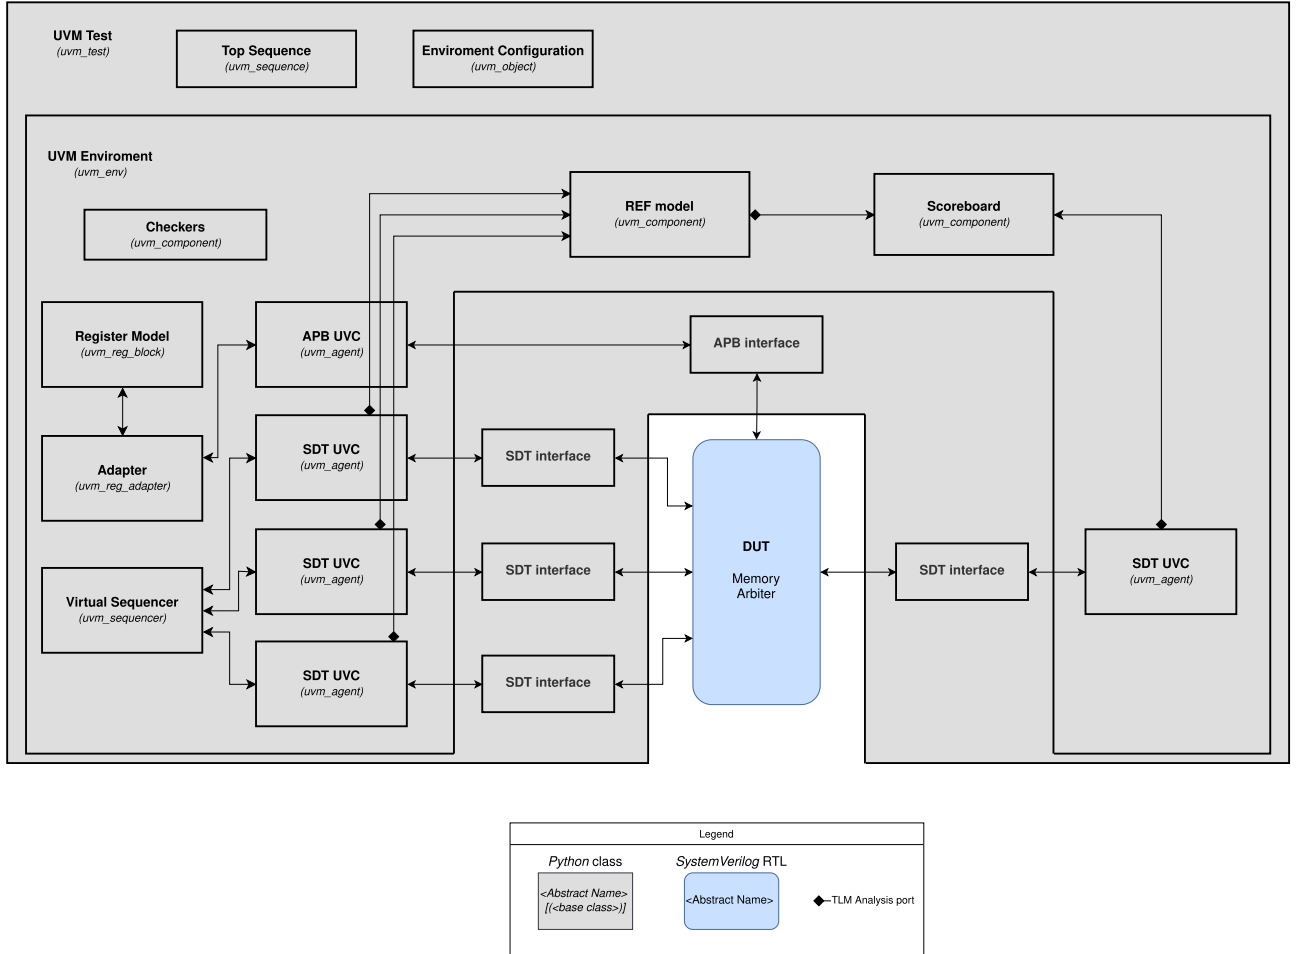 UVM Test
(uvm_test)
Top Sequence
(uvm_sequence)
Enviroment Configuration
(uvm_object)
UVM Enviroment
(uvm_env)
Checkers
(uvm_component)
REF model
(uvm_component)
Scoreboard
(uvm_component)
Register Model
(uvm_reg_block)
APB UVC
(uvm_agent)
APB interface
Adapter
(uvm_reg_adapter)
SDT UVC
(uvm_agent)
SDT interface
Virtual Sequencer
(uvm_sequencer)
SDT UVC
(uvm_agent)
SDT interface
SDT UVC
(uvm_agent)
SDT interface
DUT
Memory
Arbiter
SDT interface
SDT UVC
(uvm_agent)
Legend
Python class
<Abstract Name>
[(<base class>)]
SystemVerilog RTL
<Abstract Name>
TLM Analysis port